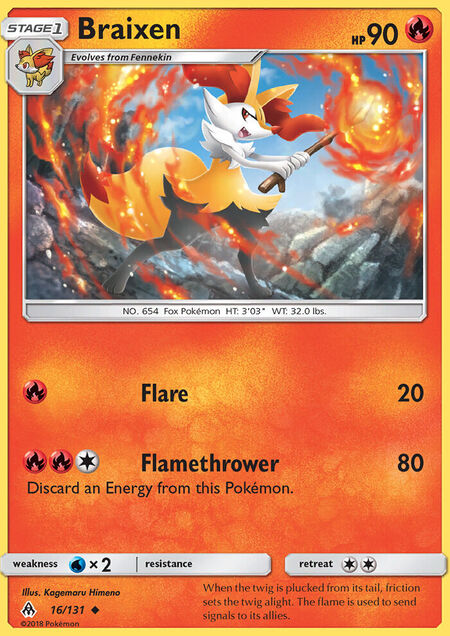 STAGE1
Braixen
HP90
Evolves from Fennekin
NO. 654 Fox Pokémon HT: 3'03" WT: 32.0 lbs.
Flare 20
Flamethrower 80
Discard an Energy from this Pokémon.
weakness ×2 resistance retreat
Illus. Kagemaru Himeno
16/131 ◆
©2018 Pokémon
When the twig is plucked from its tail, friction
sets the twig alight. The flame is used to send
signals to its allies.